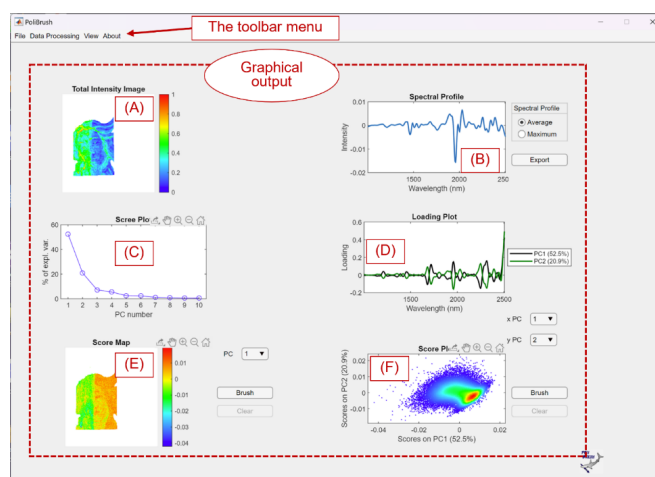 PoliBrush
File Data Processing View About
The toolbar menu
Graphical
output
Total Intensity Image
(A)
1
0.8
0.6
0.4
0.2
0
Spectral Profile
0.01
0
-0.01
-0.02
Intensity
1500
2000
250
Wavelength (nm)
(B)
Spectral Profile
Average
Maximum
Export
Scree Plo
(C)
60
40
20
0
% of expl. var.
1 2 3 4 5 6 7 8 9 10
PC number
Loading Plot
(D)
0.6
0.4
0.2
0
-0.2
Loading
1500
2000
2500
Wavelength (nm)
PC1 (52.5%)
PC2 (20.9%)
x PC 1
y PC 2
Score Map
(E)
0.01
0
-0.01
-0.02
-0.03
-0.04
PC 1
Brush
Clear
Score Pl
(F)
0.02
0.01
0
-0.01
Scores on PC2 (20.9%)
-0.04
-0.02
0
0.02
Scores on PC1 (52.5%)
Brush
Clear